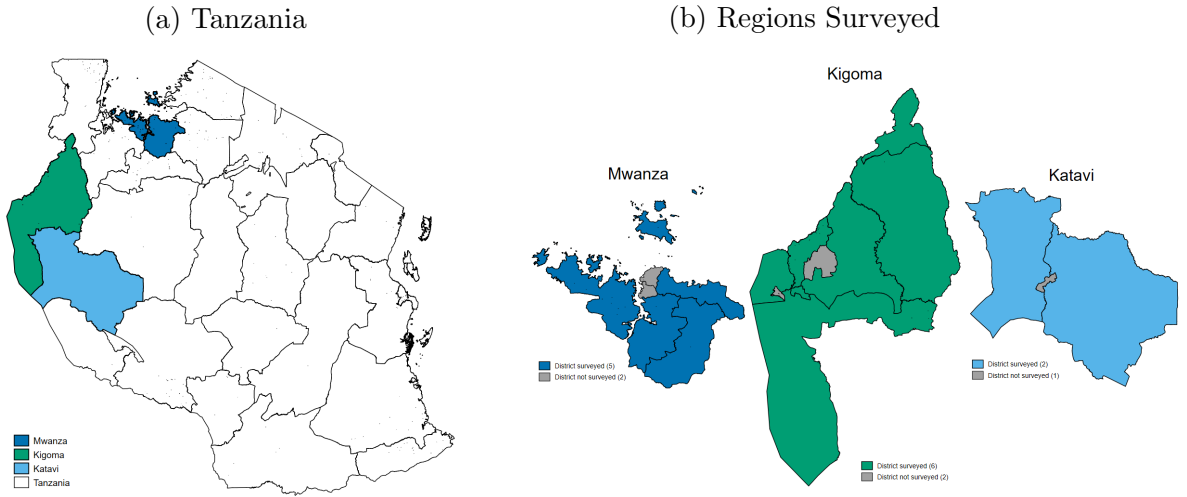 (a) Tanzania
Mwanza
Kigoma
Katavi
Tanzania
(b) Regions Surveyed
Kigoma
Mwanza
Katavi
District surveyed (5)
District not surveyed (2)
District surveyed (6)
District not surveyed (2)
District surveyed (2)
District not surveyed (1)